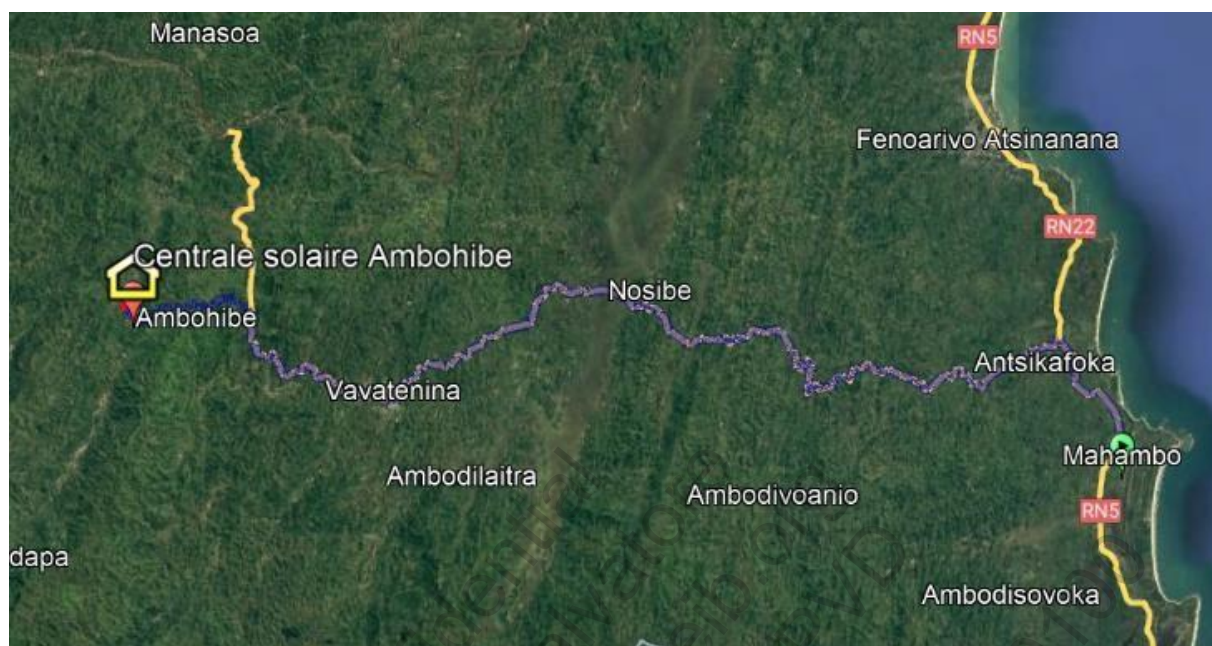 Manasoa
RN5
Fenoarivo Atsinanana
RN22
Centrale solaire Ambohibe
Nosibe
Ambohibe
Antsikafoka
Vavatenina
Mahambo
Ambodilaitra
Ambodivoanio
RN5
dapa
Ambodisovoka